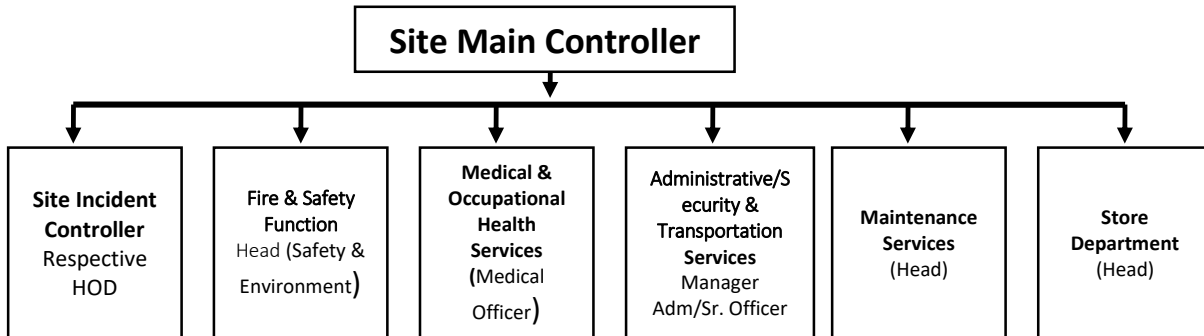 Site Main Controller
Site Incident
Controller
Respective
HOD
Fire & Safety
Function
Head (Safety &
Environment)
Medical &
Occupational
Health
Services
(Medical
Officer)
Administrative/S
ecurity &
Transportation
Services
Manager
Adm/Sr. Officer
Maintenance
Services
(Head)
Store
Department
(Head)